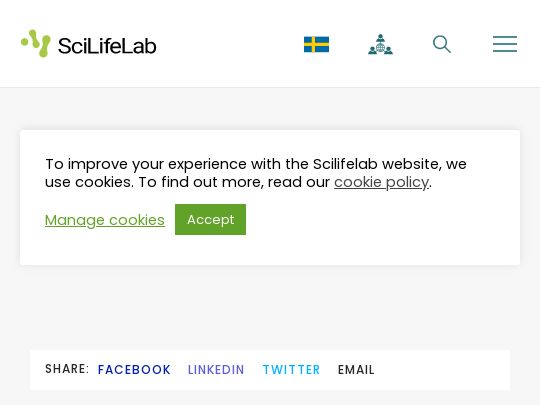 SciLifeLab
To improve your experience with the Scilifelab website, we
use cookies. To find out more, read our cookie policy.
Manage cookies Accept
SHARE: FACEBOOK LINKEDIN TWITTER EMAIL